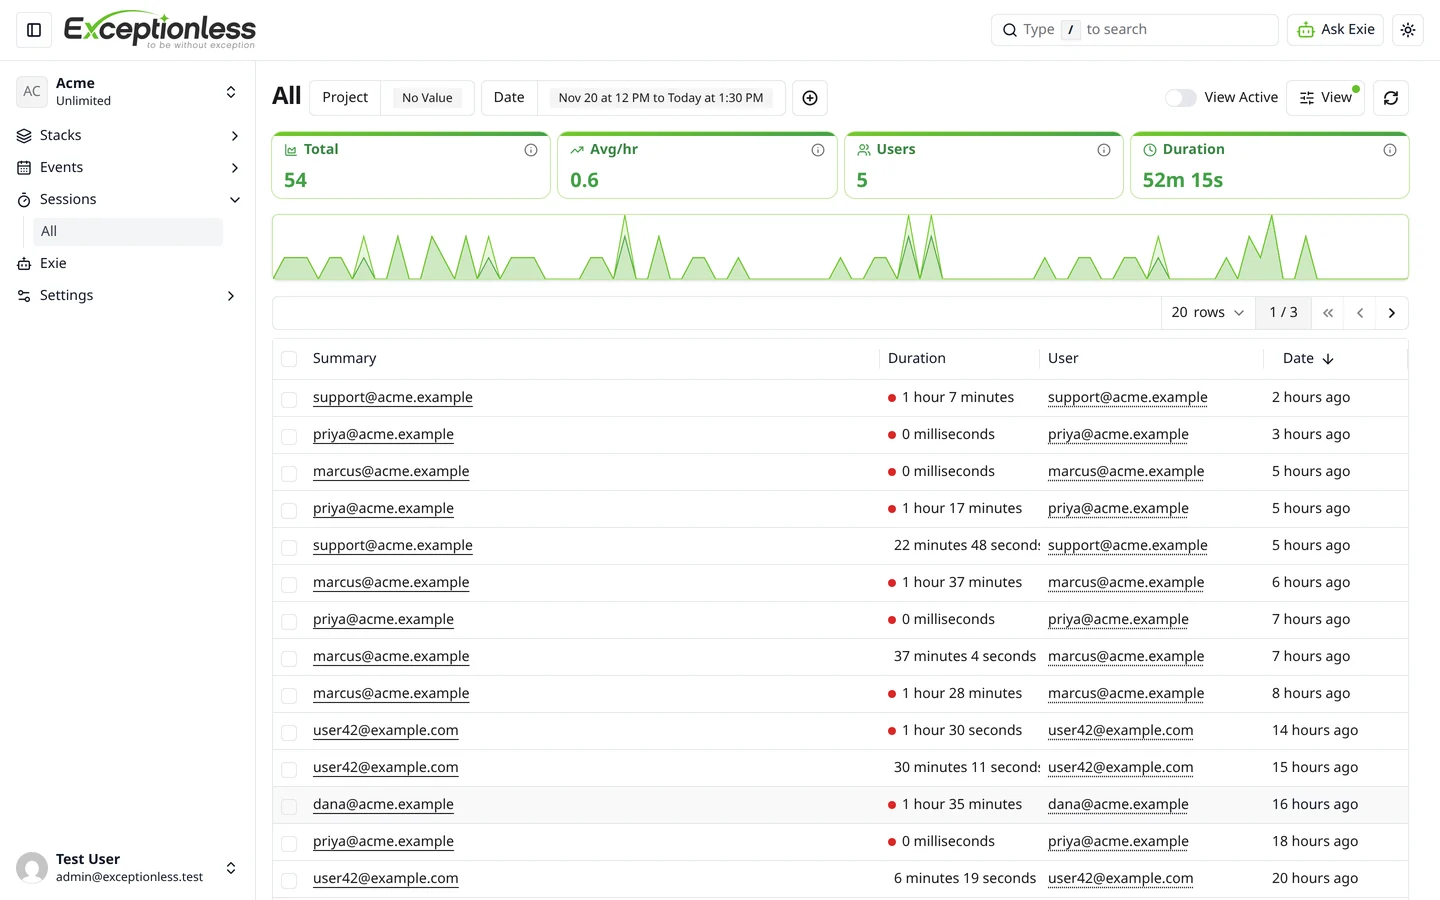 Exceptionless
to be without exception
Type / to search
Ask Exie
AC
Acme
Unlimited
Stacks
Events
Sessions
All
Exie
Settings
Test User
admin@exceptionless.test
All
Project No Value
Date Nov 20 at 12 PM to Today at 1:30 PM
View Active
View
Total
54
Avg/hr
0.6
Users
5
Duration
52m 15s
20 rows 1 / 3
Summary Duration User Date
support@acme.example 1 hour 7 minutes support@acme.example 2 hours ago
priya@acme.example 0 milliseconds priya@acme.example 3 hours ago
marcus@acme.example 0 milliseconds marcus@acme.example 5 hours ago
priya@acme.example 1 hour 17 minutes priya@acme.example 5 hours ago
support@acme.example 22 minutes 48 seconds support@acme.example 5 hours ago
marcus@acme.example 1 hour 37 minutes marcus@acme.example 6 hours ago
priya@acme.example 0 milliseconds priya@acme.example 7 hours ago
marcus@acme.example 37 minutes 4 seconds marcus@acme.example 7 hours ago
marcus@acme.example 1 hour 28 minutes marcus@acme.example 8 hours ago
user42@example.com 1 hour 30 seconds user42@example.com 14 hours ago
user42@example.com 30 minutes 11 seconds user42@example.com 15 hours ago
dana@acme.example 1 hour 35 minutes dana@acme.example 16 hours ago
priya@acme.example 0 milliseconds priya@acme.example 18 hours ago
user42@example.com 6 minutes 19 seconds user42@example.com 20 hours ago